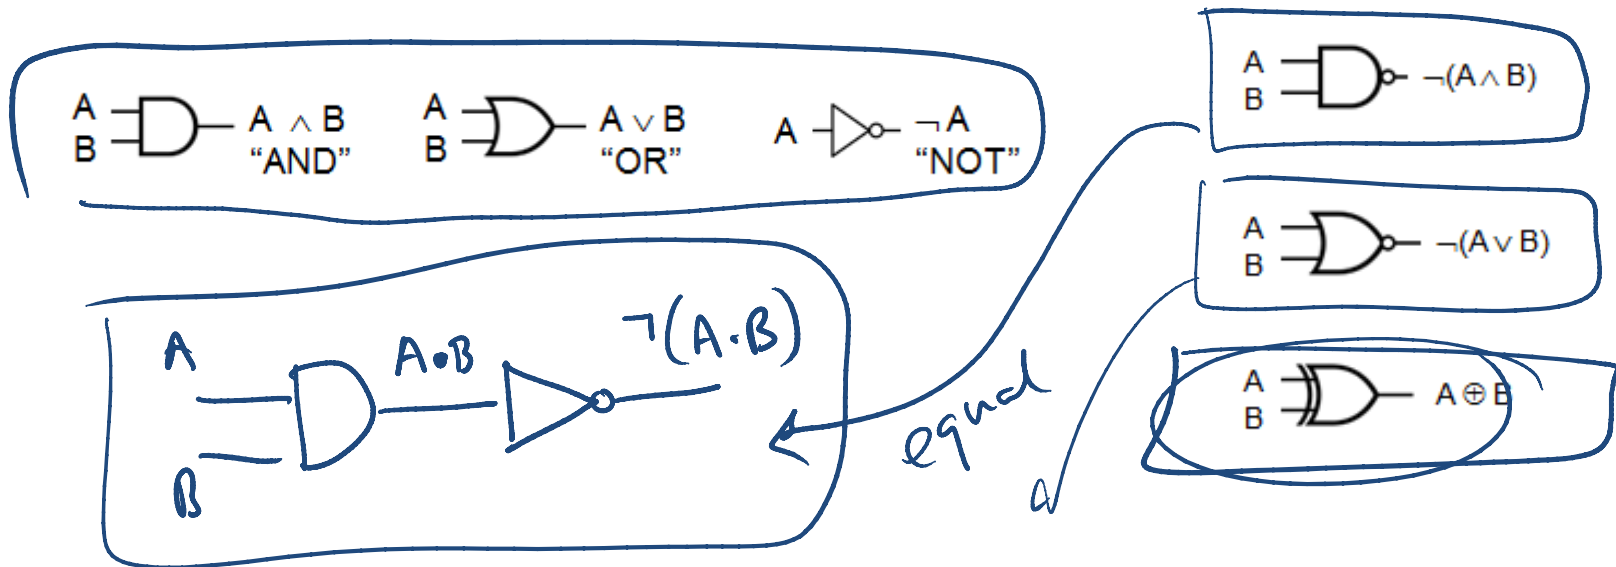 A
B
A ∧ B
“AND”
A
B
A ∨ B
“OR”
A
¬ A
“NOT”
A
B
¬(A ∧ B)
A
B
¬(A ∨ B)
A
B
A ⊕ B
A
B
A•B
¬(A·B)
equal